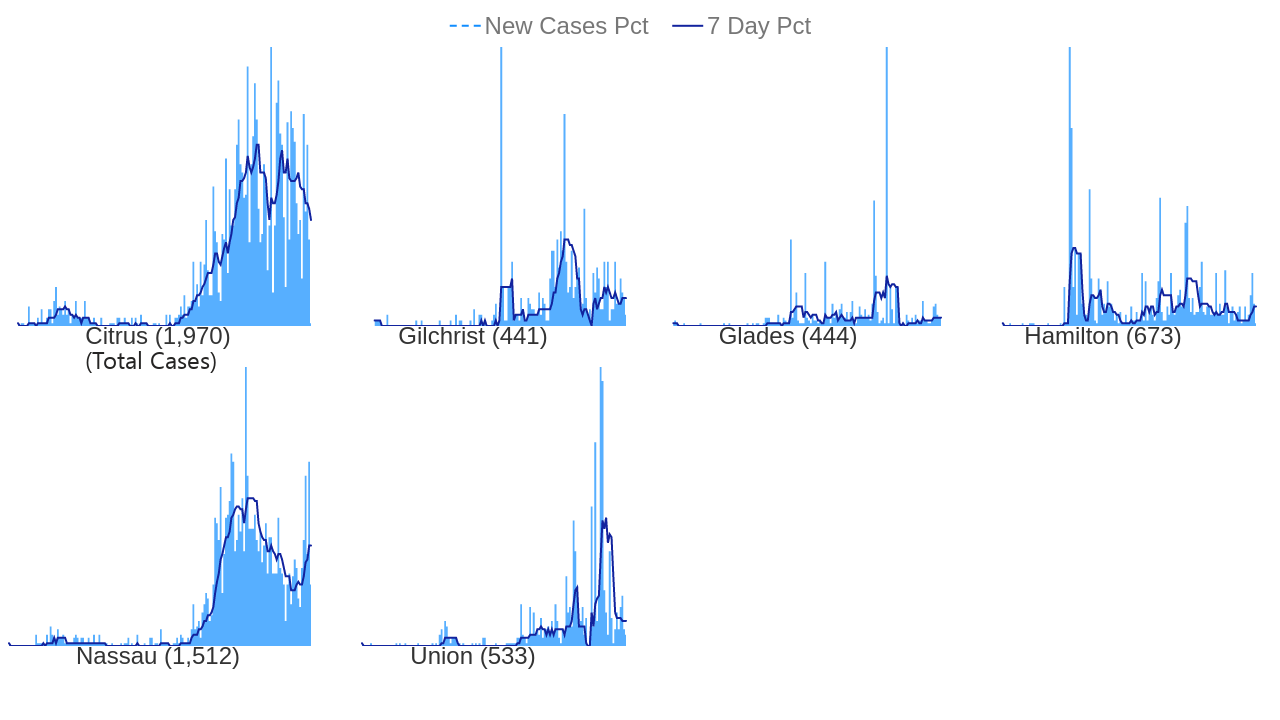 New Cases Pct 7 Day Pct
Citrus (1,970)
(Total Cases)
Gilchrist (441)
Glades (444)
Hamilton (673)
Nassau (1,512)
Union (533)